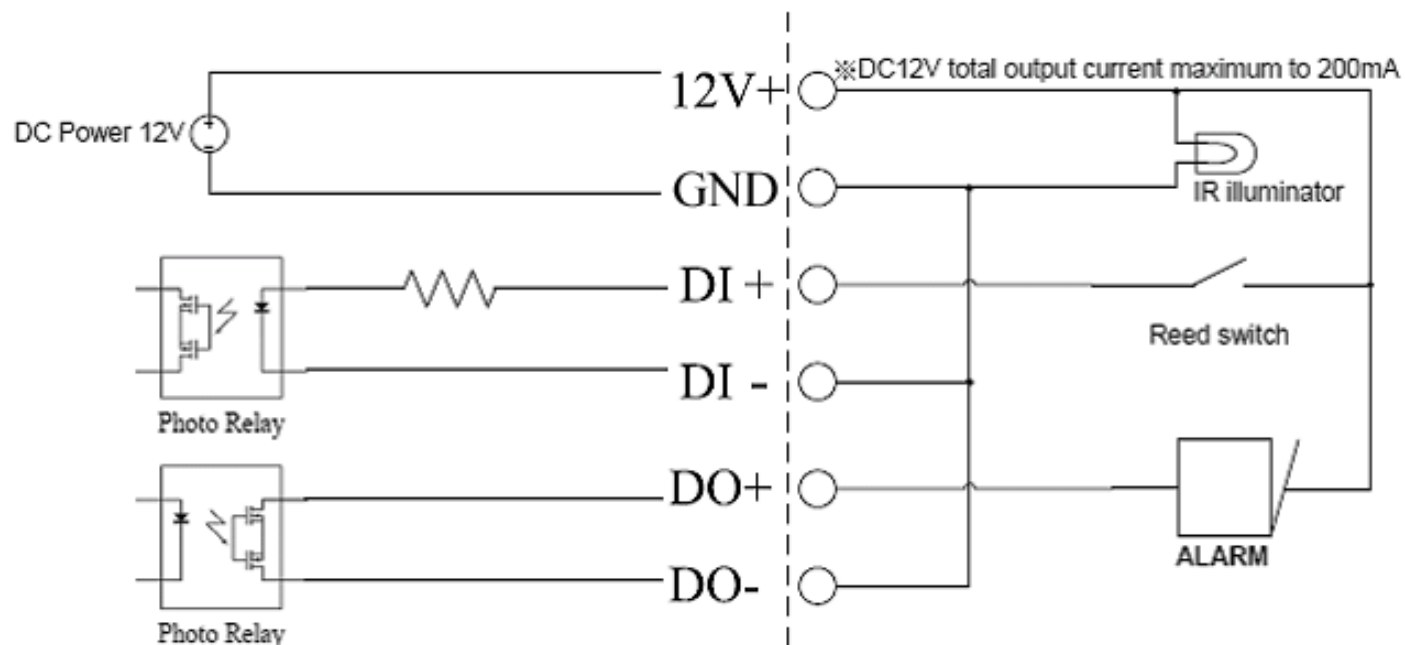 ※DC12V total output current maximum to 200mA
12V+
DC Power 12V
GND
IR illuminator
DI +
Reed switch
DI -
Photo Relay
DO+
ALARM
DO-
Photo Relay